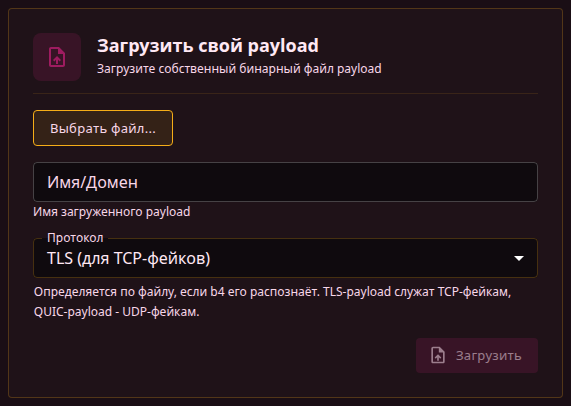 Загрузить свой payload
Загрузите собственный бинарный файл payload
Выбрать файл...
Имя/Домен
Имя загруженного payload
Протокол
TLS (для TCP-фейков)
Определяется по файлу, если b4 его распознаёт. TLS-payload служат TCP-фейкам,
QUIC-payload - UDP-фейкам.
Загрузить